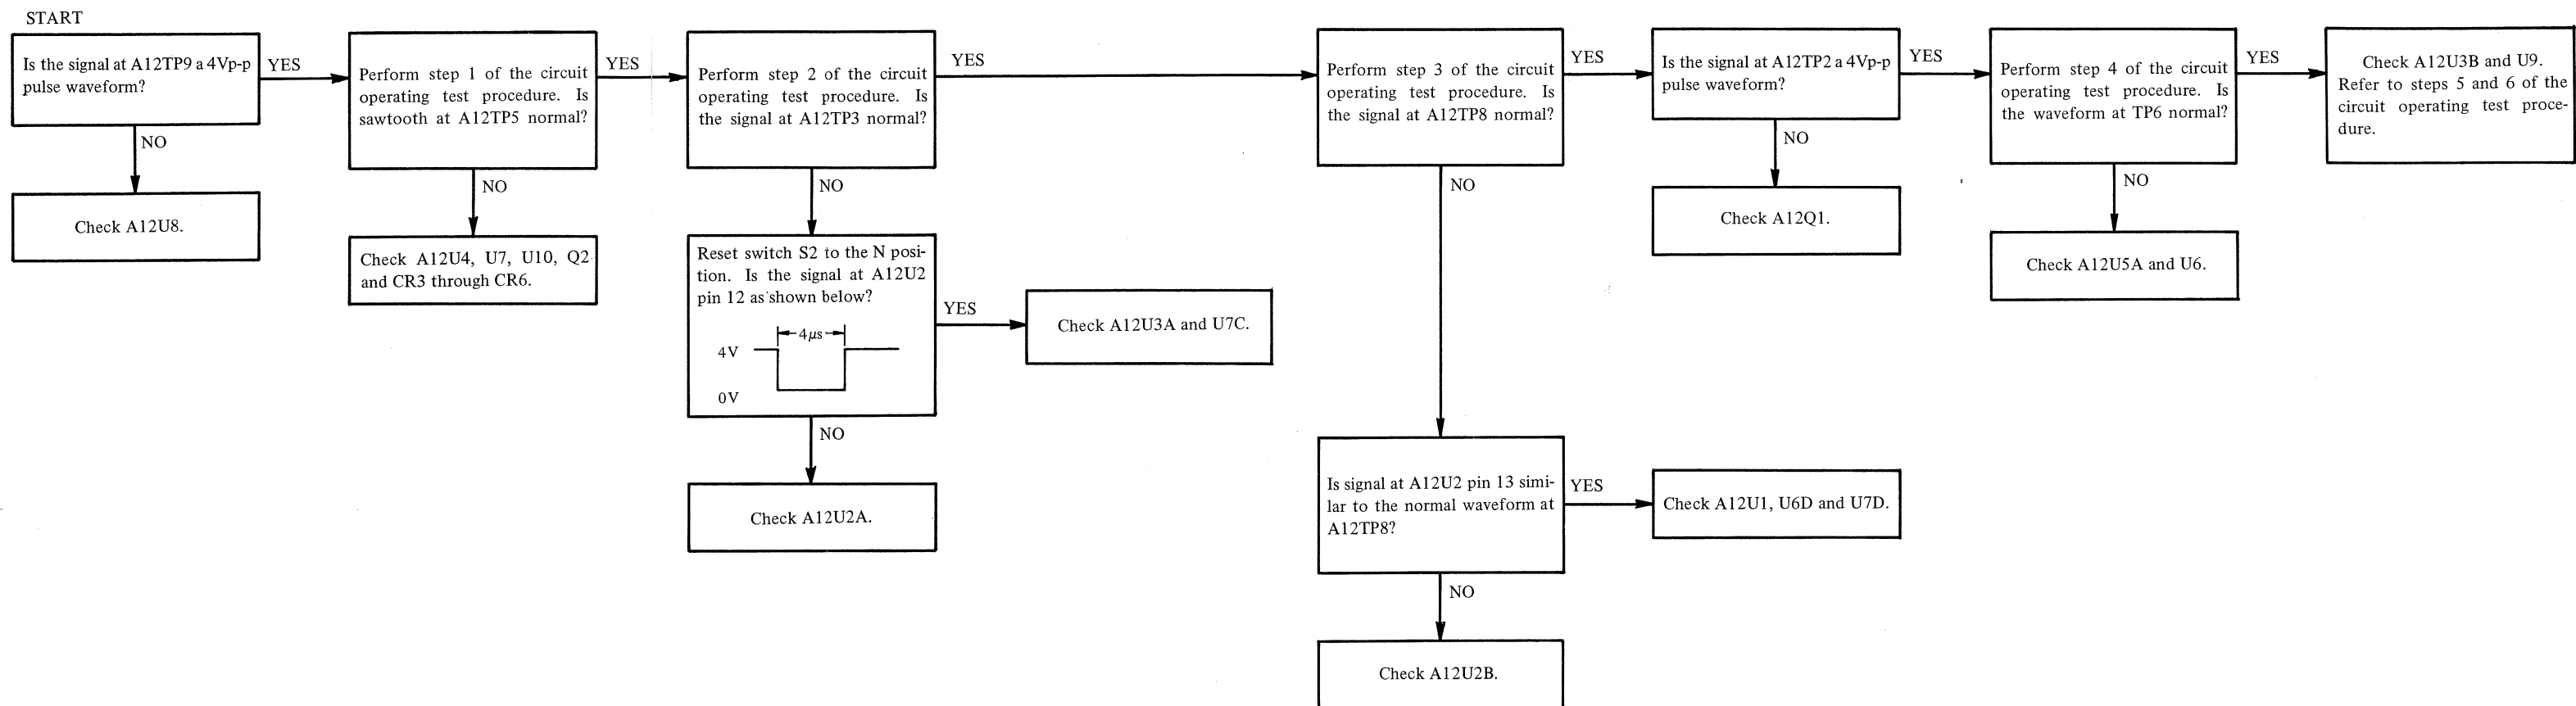 START
Is the signal at A12TP9 a 4Vp-p
pulse waveform?
YES
NO
Check A12U8.
Perform step 1 of the circuit
operating test procedure. Is
sawtooth at A12TP5 normal?
YES
NO
Check A12U4, U7, U10, Q2
and CR3 through CR6.
Perform step 2 of the circuit
operating test procedure. Is
the signal at A12TP3 normal?
YES
NO
Reset switch S2 to the N posi-
tion. Is the signal at A12U2
pin 12 as shown below?
4μs
4V
0V
YES
Check A12U3A and U7C.
NO
Check A12U2A.
Perform step 3 of the circuit
operating test procedure. Is
the signal at A12TP8 normal?
YES
NO
Is signal at A12U2 pin 13 simi-
lar to the normal waveform at
A12TP8?
YES
Check A12U1, U6D and U7D.
NO
Check A12U2B.
Is the signal at A12TP2 a 4Vp-p
pulse waveform?
YES
NO
Check A12Q1.
Perform step 4 of the circuit
operating test procedure. Is
the waveform at TP6 normal?
YES
NO
Check A12U5A and U6.
Check A12U3B and U9.
Refer to steps 5 and 6 of the
circuit operating test proce-
dure.